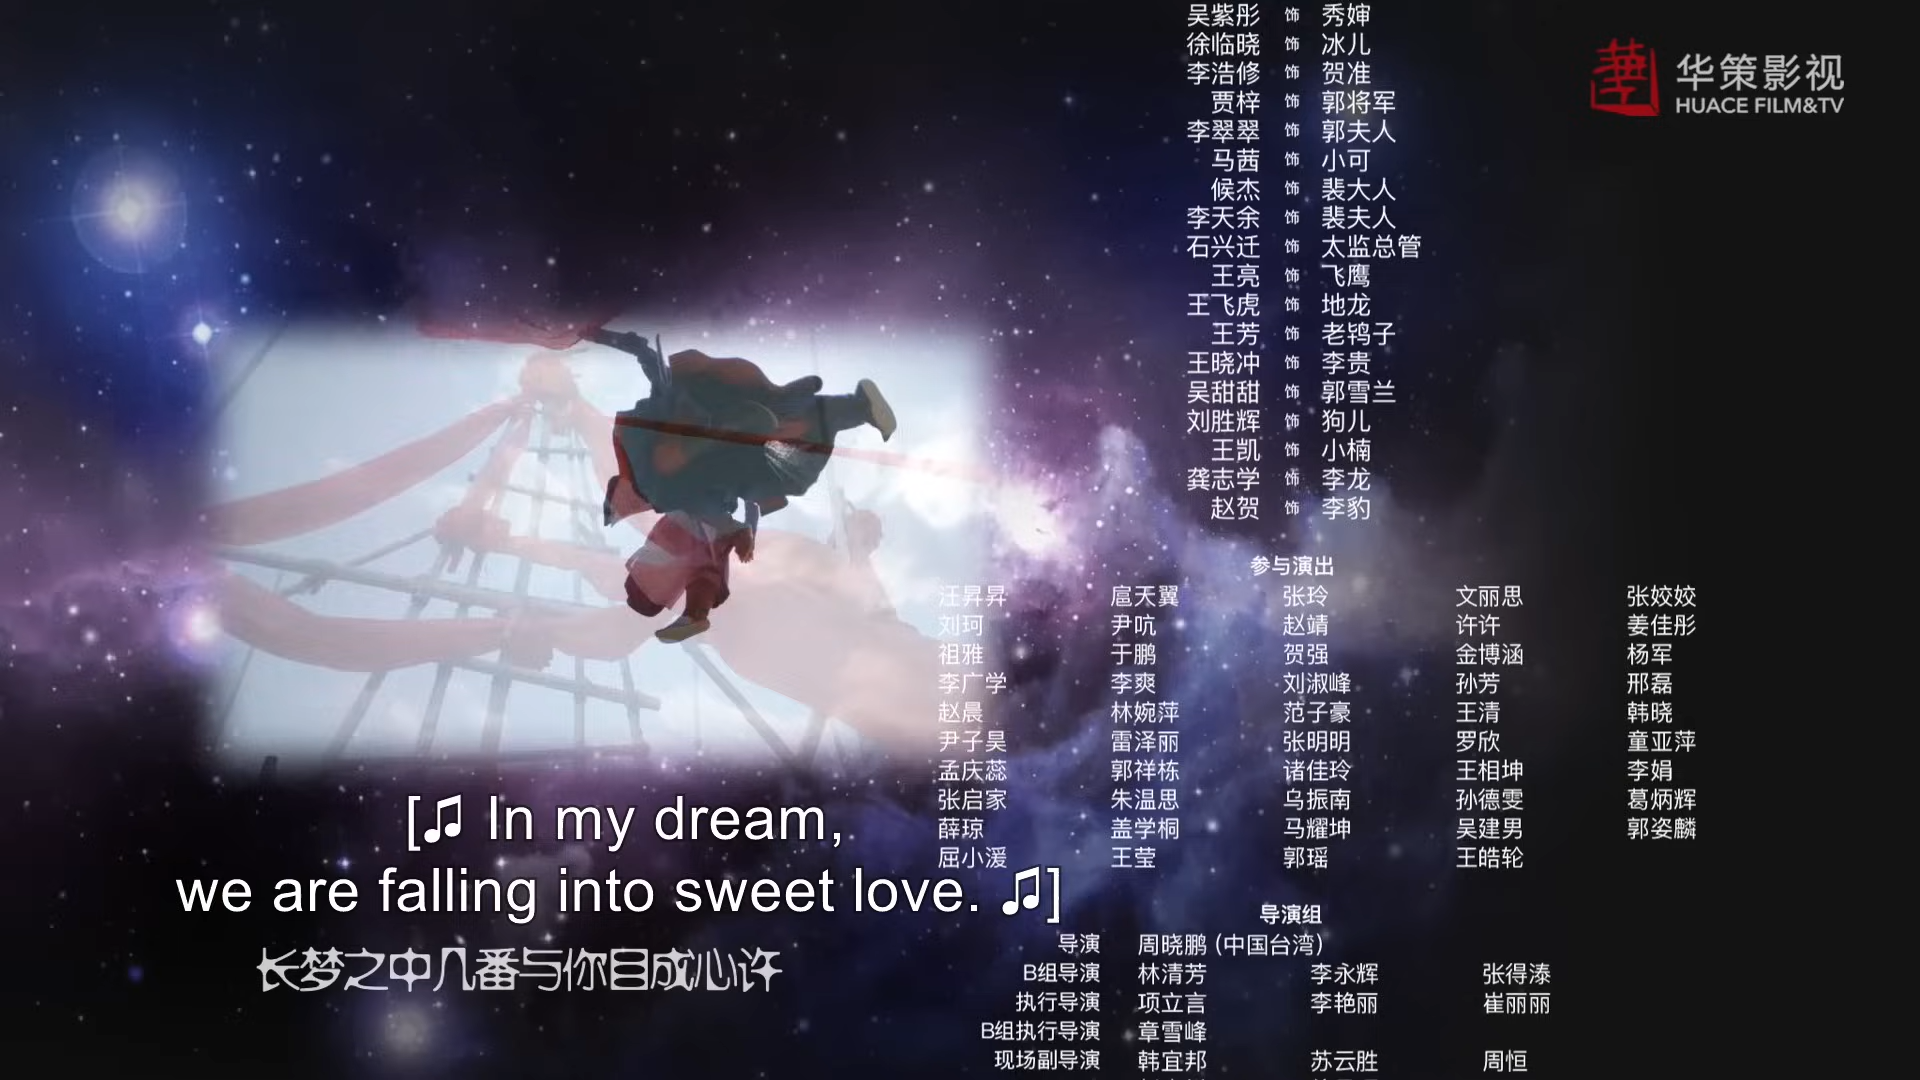 吴紫彤 饰 秀婶
徐临晓 饰 冰儿
李浩修 饰 贺准
贾梓 饰 郭将军
李翠翠 饰 郭夫人
马茜 饰 小可
候杰 饰 裴大人
李天余 饰 裴夫人
石兴迁 饰 太监总管
王亮 饰 飞鹰
王飞虎 饰 地龙
王芳 饰 老鸨子
王晓冲 饰 李贵
吴甜甜 饰 郭雪兰
刘胜辉 饰 狗儿
王凯 饰 小楠
龚志学 饰 李龙
赵贺 饰 李豹
华策影视
HUACE FILM&TV
参与演出
汪昇昇 扈天翼 张玲 文丽思 张姣姣
刘珂 尹吭 赵靖 许许 姜佳彤
祖雅 于鹏 贺强 金博涵 杨军
李广学 李爽 刘淑峰 孙芳 邢磊
赵晨 林婉萍 范子豪 王清 韩晓
尹子昊 雷泽丽 张明明 罗欣 童亚萍
孟庆蕊 郭祥栋 诸佳玲 王相坤 李娟
张启家 朱温思 乌振南 孙德雯 葛炳辉
薛琼 盖学桐 马耀坤 吴建男 郭姿麟
屈小湲 王莹 郭瑶 王皓轮
[♫ In my dream,
we are falling into sweet love. ♫]
长梦之中几番与你目成心许
导演组
导演 周晓鹏 (中国台湾)
B组导演 林清芳 李永辉 张得溙
执行导演 项立言 李艳丽 崔丽丽
B组执行导演 章雪峰
现场副导演 韩宜邦 苏云胜 周恒